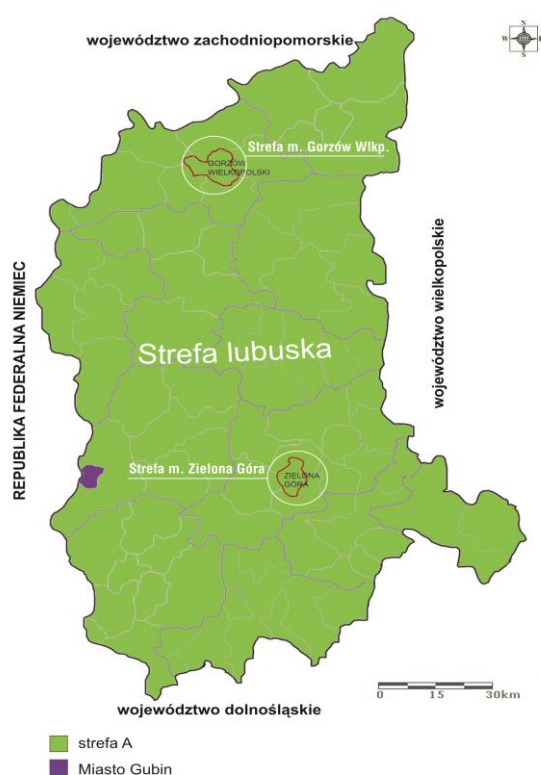 województwo zachodniopomorskie
N
W
E
S
Strefa m. Gorzów Wlkp.
GORZÓW
WIELKOPOLSKI
REPUBLIKA FEDERALNA NIEMIEC
województwo wielkopolskie
Strefa lubuska
Strefa m. Zielona Góra
ZIELONA
GÓRA
0 15 30km
województwo dolnośląskie
strefa A
Miasto Gubin